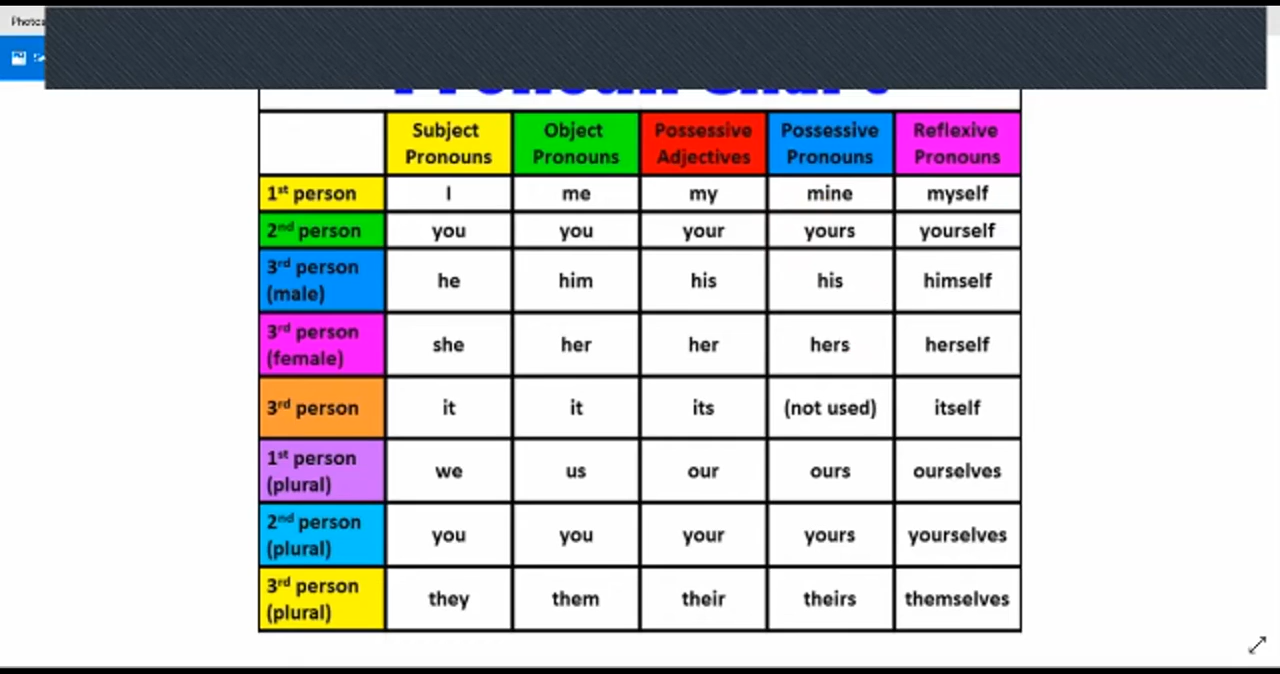 Subject Pronouns | Object Pronouns | Possessive Adjectives | Possessive Pronouns | Reflexive Pronouns
1st person | I | me | my | mine | myself
2nd person | you | you | your | yours | yourself
3rd person (male) | he | him | his | his | himself
3rd person (female) | she | her | her | hers | herself
3rd person | it | it | its | (not used) | itself
1st person (plural) | we | us | our | ours | ourselves
2nd person (plural) | you | you | your | yours | yourselves
3rd person (plural) | they | them | their | theirs | themselves